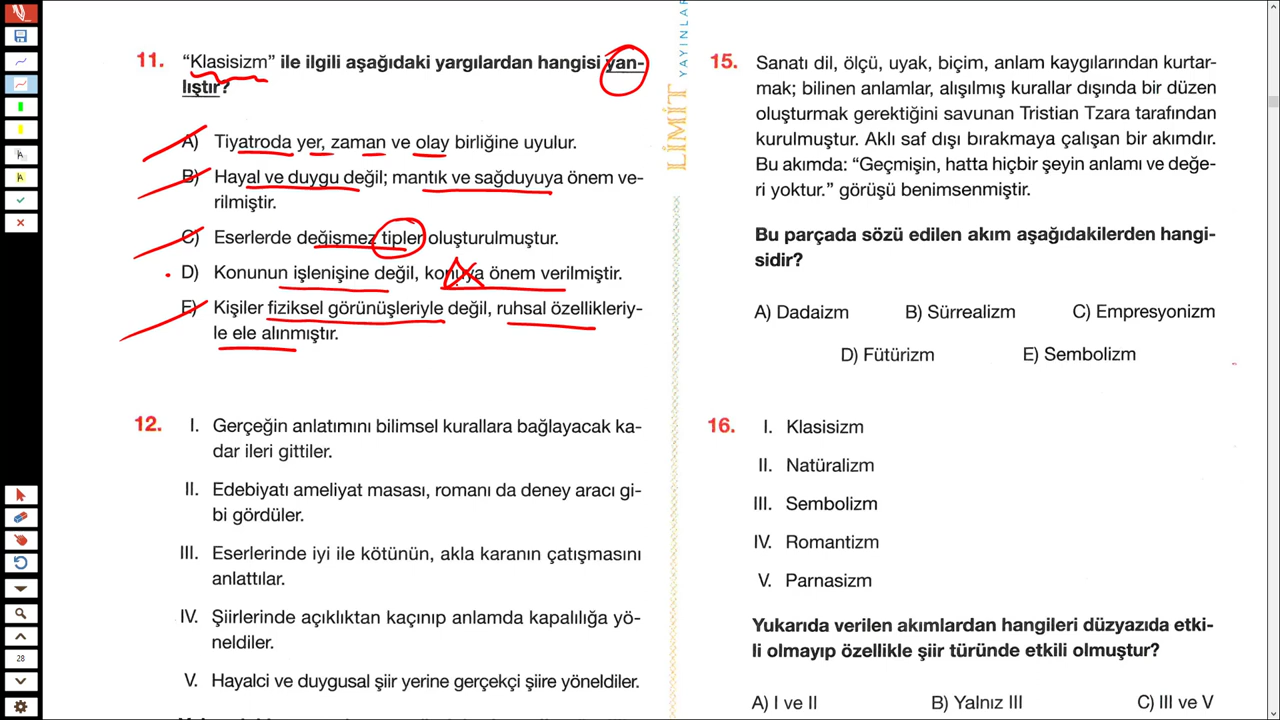 11. “Klasisizm” ile ilgili aşağıdaki yargılardan hangisi yan-
lıştır?
A) Tiyatroda yer, zaman ve olay birliğine uyulur.
B) Hayal ve duygu değil; mantık ve sağduyuya önem ve-
rilmiştir.
C) Eserlerde değişmez tipler oluşturulmuştur.
D) Konunun işlenişine değil, konuya önem verilmiştir.
E) Kişiler fiziksel görünüşleriyle değil, ruhsal özellikleriy-
le ele alınmıştır.
12. I. Gerçeğin anlatımını bilimsel kurallara bağlayacak ka-
dar ileri gittiler.
II. Edebiyatı ameliyat masası, romanı da deney aracı gi-
bi gördüler.
III. Eserlerinde iyi ile kötünün, akla karanın çatışmasını
anlattılar.
IV. Şiirlerinde açıklıktan kaçınıp anlamda kapalılığa yö-
neldiler.
V. Hayalci ve duygusal şiir yerine gerçekçi şiire yöneldiler.
LİMİT YAYINLAR
15. Sanatı dil, ölçü, uyak, biçim, anlam kaygılarından kurtar-
mak; bilinen anlamlar, alışılmış kurallar dışında bir düzen
oluşturmak gerektiğini savunan Tristian Tzara tarafından
kurulmuştur. Aklı saf dışı bırakmaya çalışan bir akımdır.
Bu akımda: “Geçmişin, hatta hiçbir şeyin anlamı ve değe-
ri yoktur.” görüşü benimsenmiştir.
Bu parçada sözü edilen akım aşağıdakilerden hangi-
sidir?
A) Dadaizm B) Sürrealizm C) Empresyonizm
D) Fütürizm E) Sembolizm
16. I. Klasisizm
II. Natüralizm
III. Sembolizm
IV. Romantizm
V. Parnasizm
Yukarıda verilen akımlardan hangileri düzyazıda etki-
li olmayıp özellikle şiir türünde etkili olmuştur?
A) I ve II B) Yalnız III C) III ve V
28